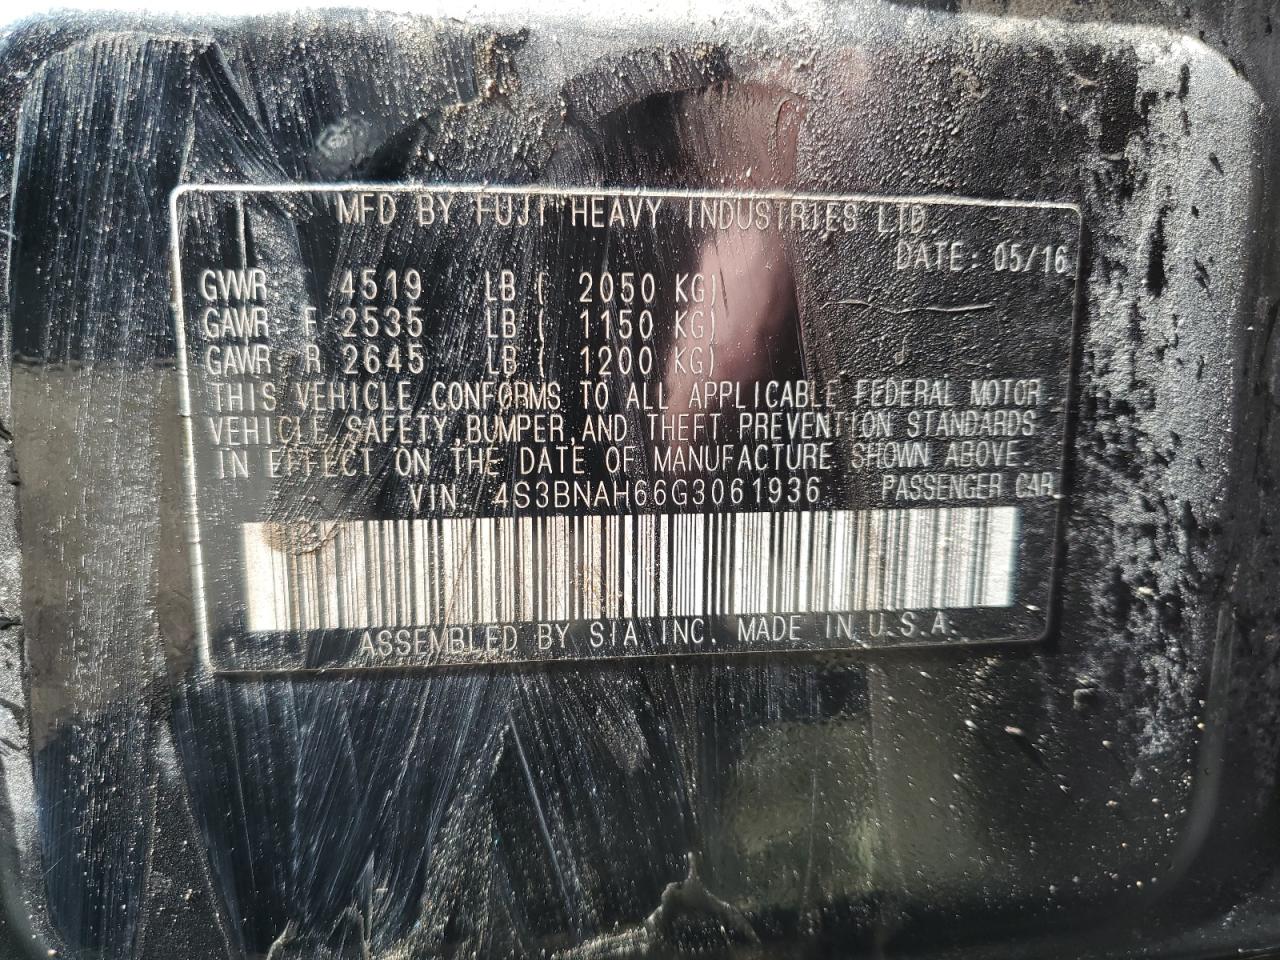 MFD BY FUJI HEAVY INDUSTRIES LTD.
DATE: 05/16
GVWR 4519 LB ( 2050 KG)
GAWR F 2535 LB ( 1150 KG)
GAWR R 2645 LB ( 1200 KG)
THIS VEHICLE CONFORMS TO ALL APPLICABLE FEDERAL MOTOR
VEHICLE SAFETY, BUMPER, AND THEFT PREVENTION STANDARDS
IN EFFECT ON THE DATE OF MANUFACTURE SHOWN ABOVE
VIN: 4S3BNAH66G3061936 PASSENGER CAR
ASSEMBLED BY SIA INC. MADE IN U.S.A.